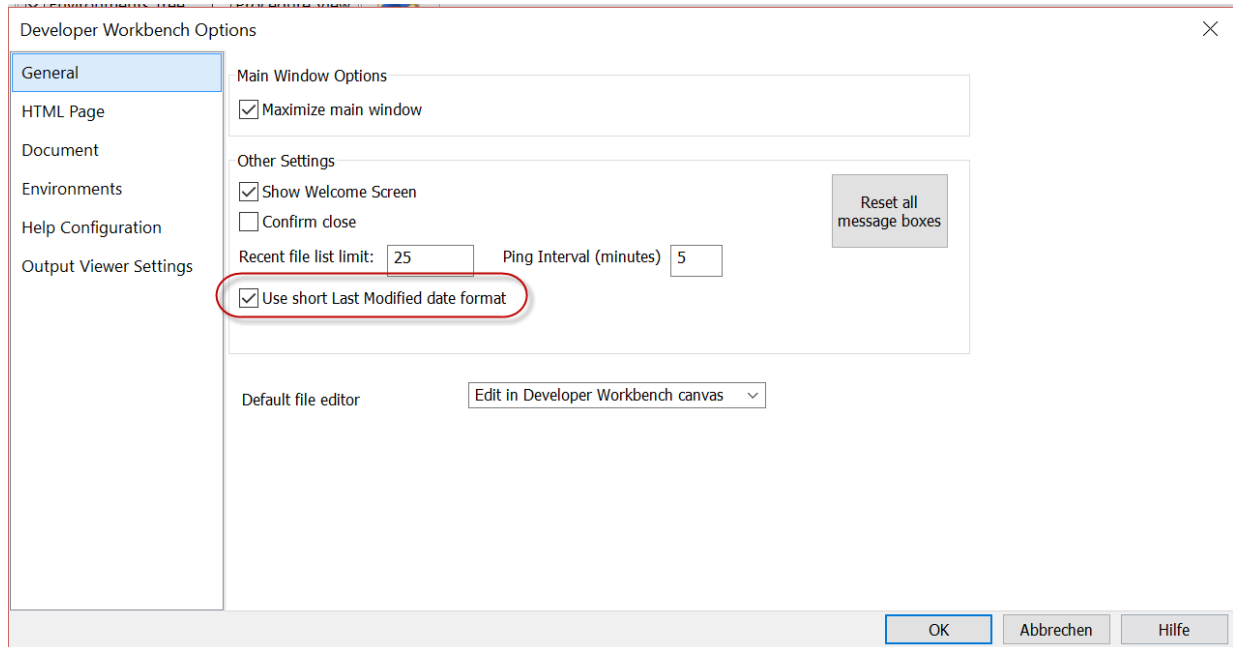 Developer Workbench Options
General
HTML Page
Document
Environments
Help Configuration
Output Viewer Settings
Main Window Options
Maximize main window
Other Settings
Show Welcome Screen
Confirm close
Reset all
message boxes
Recent file list limit: 25 Ping Interval (minutes) 5
Use short Last Modified date format
Default file editor Edit in Developer Workbench canvas
OK Abbrechen Hilfe